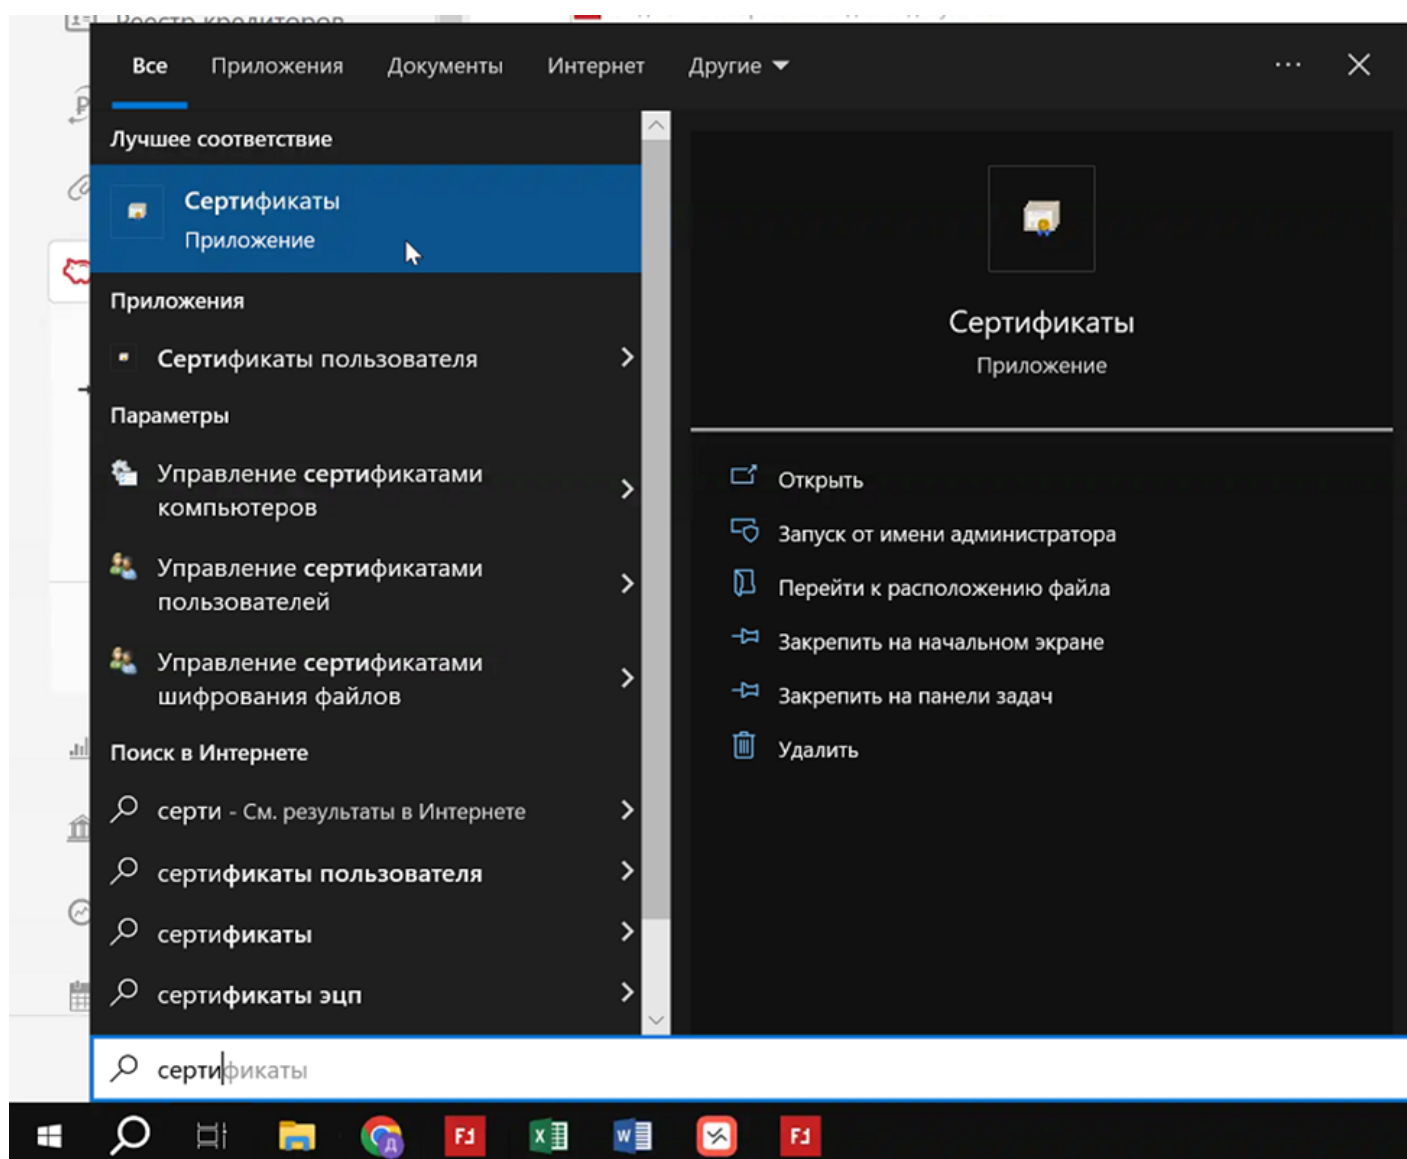 Реестр кредиторов
Все Приложения Документы Интернет Другие
Лучшее соответствие
Сертификаты
Приложение
Приложения
Сертификаты пользователя
Параметры
Управление сертификатами
компьютеров
Управление сертификатами
пользователей
Управление сертификатами
шифрования файлов
Поиск в Интернете
серти - См. результаты в Интернете
сертификаты пользователя
сертификаты
сертификаты эцп
Сертификаты
Приложение
Открыть
Запуск от имени администратора
Перейти к расположению файла
Закрепить на начальном экране
Закрепить на панели задач
Удалить
сертификаты